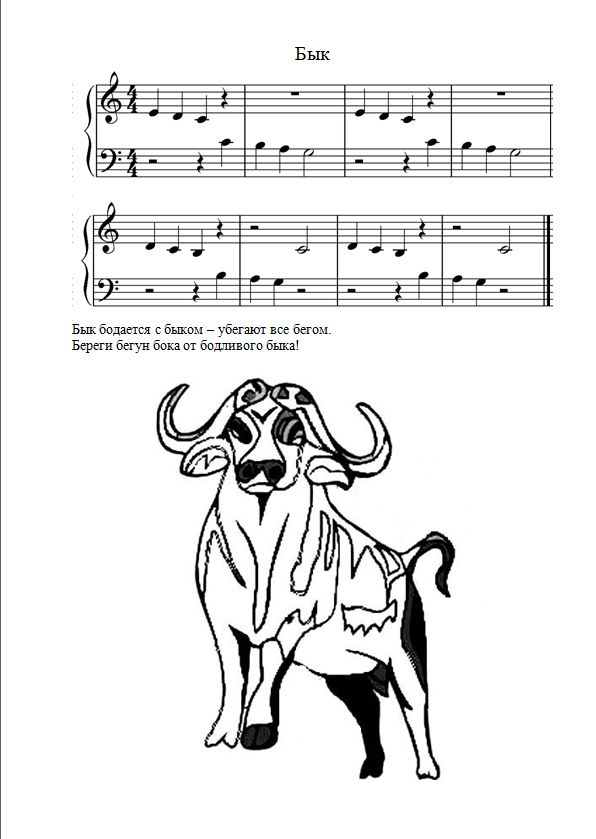 Бык
Бык бодается с быком – убегают все бегом.
Береги бегун бока от бодливого быка!